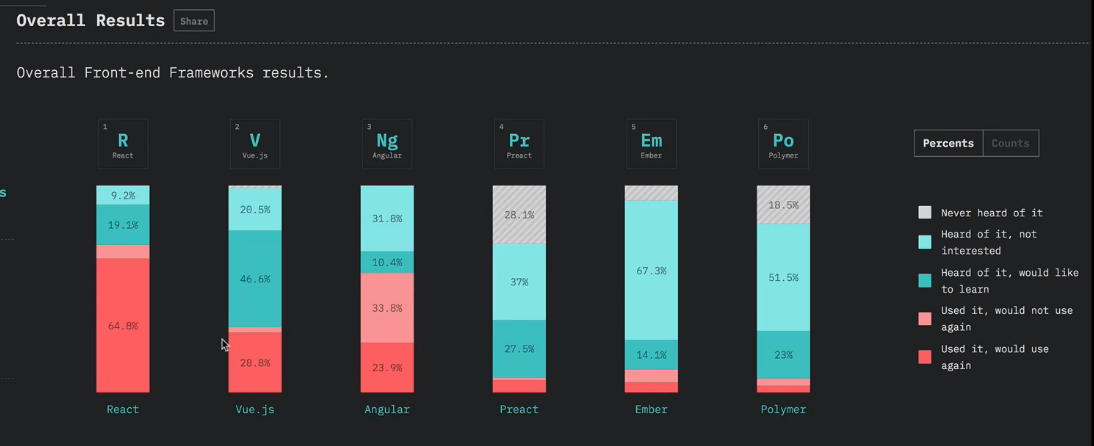 Overall Results Share
Overall Front-end Frameworks results.
1
R
React
2
V
Vue.js
3
Ng
Angular
4
Pr
Preact
5
Em
Ember
6
Po
Polymer
Percents Counts
s
9.2%
19.1%
64.8%
20.5%
46.6%
28.8%
31.8%
10.4%
33.8%
23.9%
28.1%
37%
27.5%
67.3%
14.1%
18.5%
51.5%
23%
Never heard of it
Heard of it, not
interested
Heard of it, would like
to learn
Used it, would not use
again
Used it, would use
again
React
Vue.js
Angular
Preact
Ember
Polymer